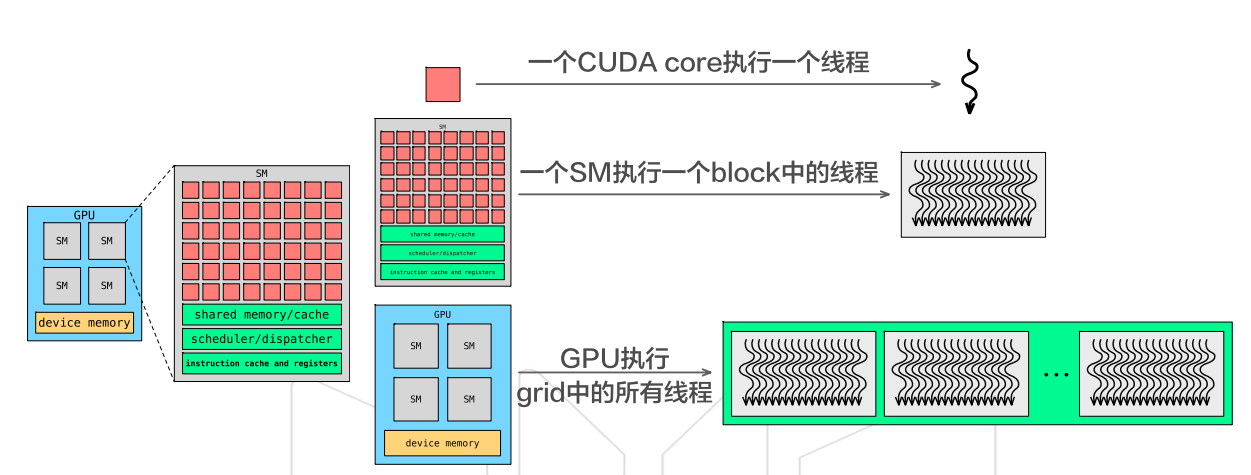 一个CUDA core执行一个线程
SM
一个SM执行一个block中的线程
shared memory/cache
scheduler/dispatcher
instruction cache and registers
SM
GPU
SM SM
SM SM
device memory
shared memory/cache
scheduler/dispatcher
instruction cache and registers
GPU
SM SM
SM SM
device memory
GPU执行
grid中的所有线程
...